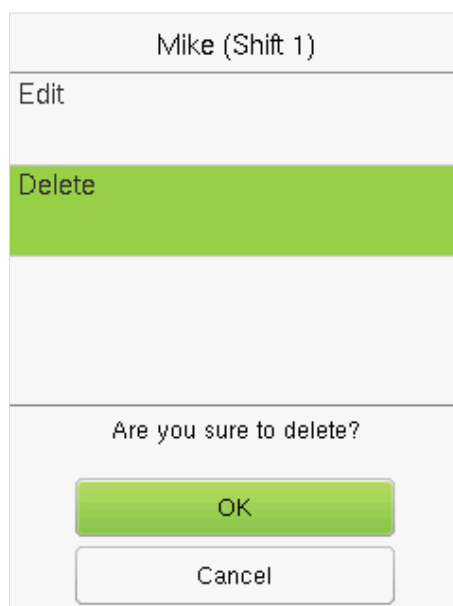 Mike (Shift 1)
Edit
Delete
Are you sure to delete?
OK
Cancel